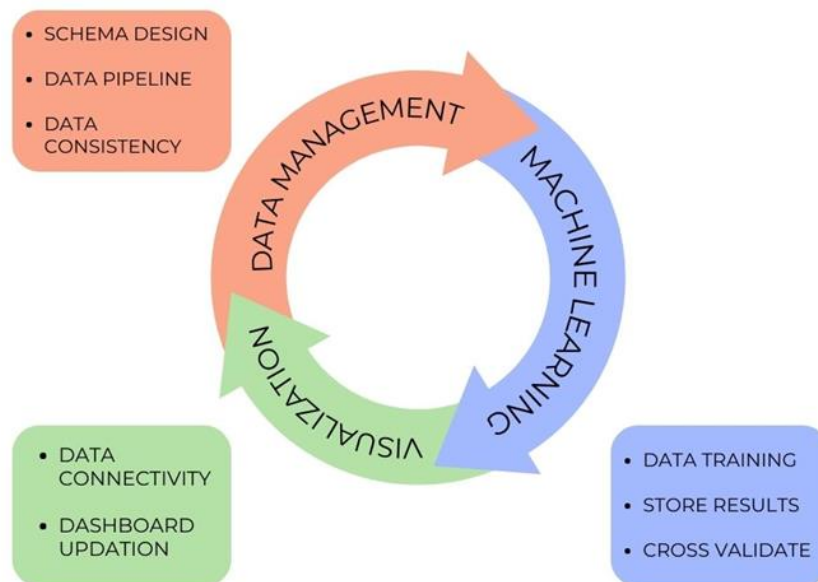 SCHEMA DESIGN
DATA PIPELINE
DATA
CONSISTENCY
DATA MANAGEMENT
MACHINE LEARNING
VISUALIZATION
DATA
CONNECTIVITY
DASHBOARD
UPDATION
DATA TRAINING
STORE RESULTS
CROSS VALIDATE